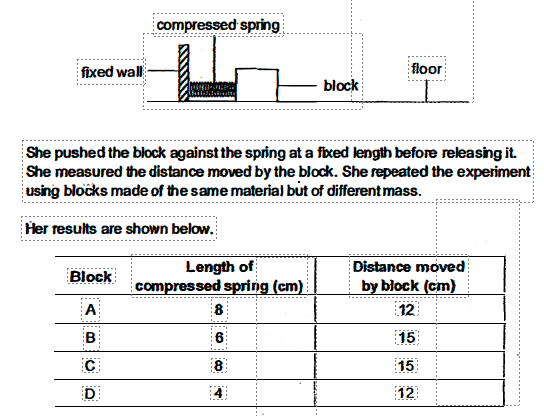 compressed spring
fixed wall
floor
block
She pushed the block against the spring at a fixed length before releasing it.
She measured the distance moved by the block. She repeated the experiment
using blocks made of the same material but of different mass.
Her results are shown below.
Block Length of compressed spring (cm) Distance moved by block (cm)
A 8 12
B 6 15
C 8 15
D 4 12